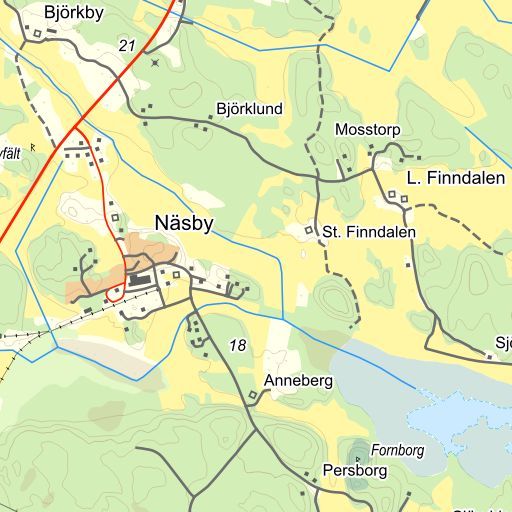 Björkby
21
Björklund
Mosstorp
L. Finndalen
R
Näsby
St. Finndalen
18
Anneberg
Fornborg
R
Persborg